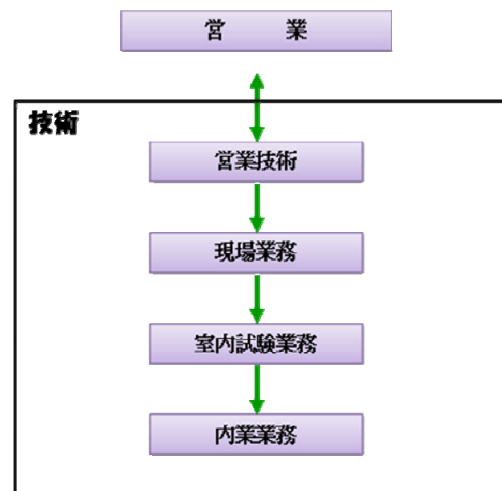 営　　業
技術
営業技術
現場業務
室内試験業務
内業業務